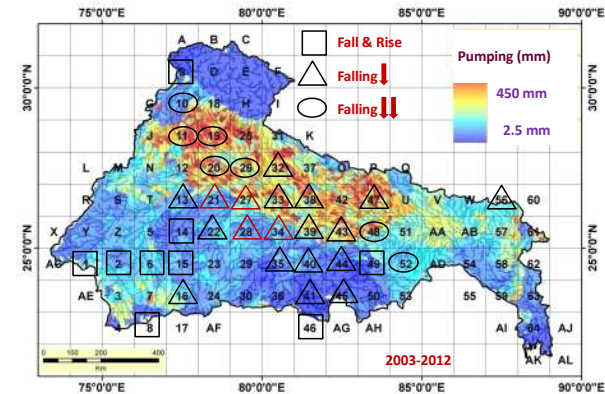 75°0'0"E 80°0'0"E 85°0'0"E 90°0'0"E
A B C
9 D E F
G 10 18 H I
J 11 19 25 31 K
L M N 12 20 26 32 37 O P Q
R S T 13 21 27 33 38 42 47 U V W 56 60
X Y Z 5 14 22 28 34 39 43 48 51 AA AB 57 61
AC 1 2 6 15 23 29 35 40 44 49 52 AD 54 58 62
AE 3 7 16 24 30 36 41 45 50 53 55 59 63
4 8 17 AF 46 AG AH AI 64 AJ
AK AL
30°0'0"N
25°0'0"N
30°0'0"N
25°0'0"N
Fall & Rise
Falling
Falling
Pumping (mm)
450 mm
2.5 mm
2003-2012
0 100 200 400
Km
75°0'0"E 80°0'0"E 85°0'0"E 90°0'0"E